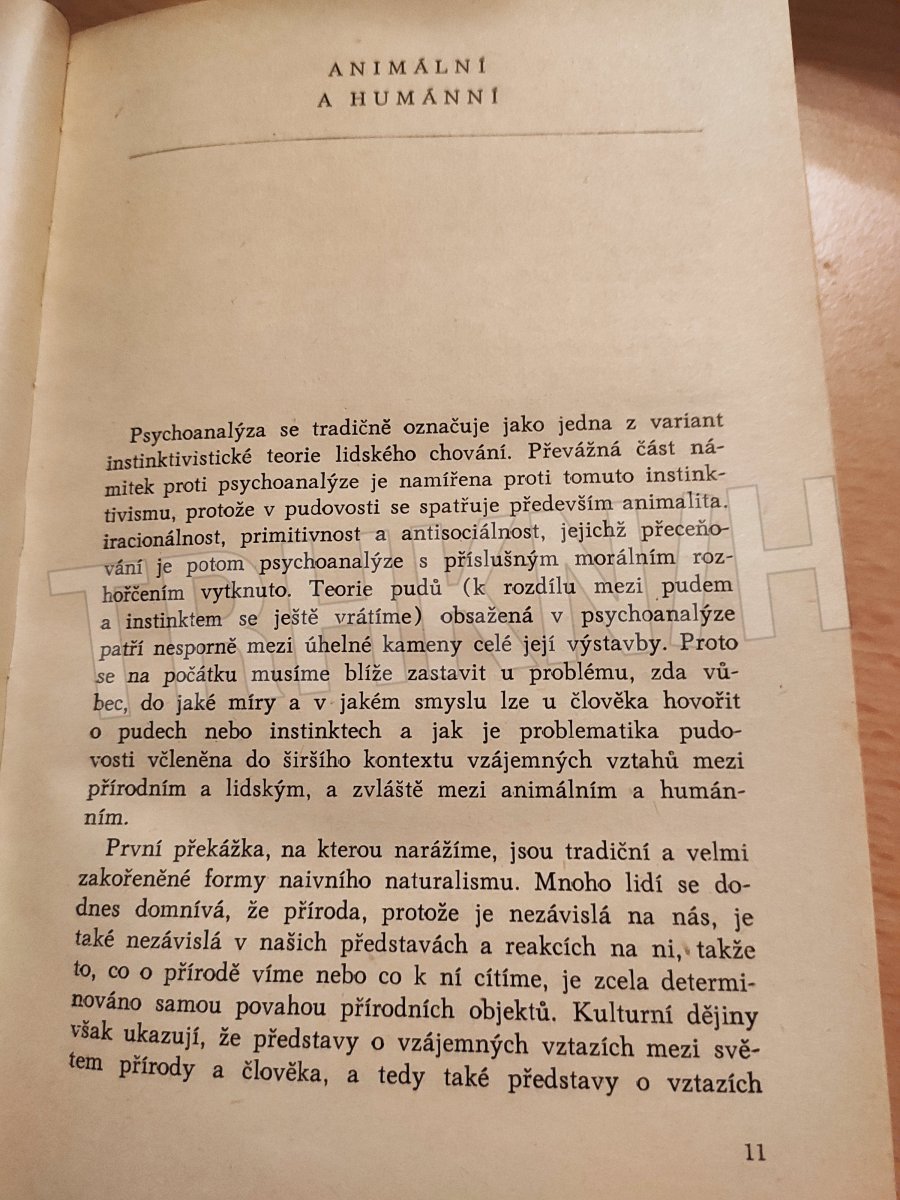 ANIMÁLNÍ
A HUMÁNNÍ
Psychoanalýza se tradičně označuje jako jedna z variant
instinktivistické teorie lidského chování. Převážná část ná-
mitek proti psychoanalýze je namířena proti tomuto instink-
tivismu, protože v pudovosti se spatřuje především animalita.
iracionálnost, primitivnost a antisociálnost, jejichž přeceňo-
vání je potom psychoanalýze s příslušným morálním roz-
hořčením vytknuto. Teorie pudů (k rozdílu mezi pudem
a instinktem se ještě vrátíme) obsažená v psychoanalýze
patří nesporně mezi úhelné kameny celé její výstavby. Proto
se na počátku musíme blíže zastavit u problému, zda vů-
bec, do jaké míry a v jakém smyslu lze u člověka hovořit
o pudech nebo instinktech a jak je problematika pudo-
vosti včleněna do širšího kontextu vzájemných vztahů mezi
přírodním a lidským, a zvláště mezi animálním a humán-
ním.
První překážka, na kterou narážíme, jsou tradiční a velmi
zakořeněné formy naivního naturalismu. Mnoho lidí se do-
dnes domnívá, že příroda, protože je nezávislá na nás, je
také nezávislá v našich představách a reakcích na ni, takže
to, co o přírodě víme nebo co k ní cítíme, je zcela determi-
nováno samou povahou přírodních objektů. Kulturní dějiny
však ukazují, že představy o vzájemných vztazích mezi svě-
tem přírody a člověka, a tedy také představy o vztazích
11
TRHKNIH